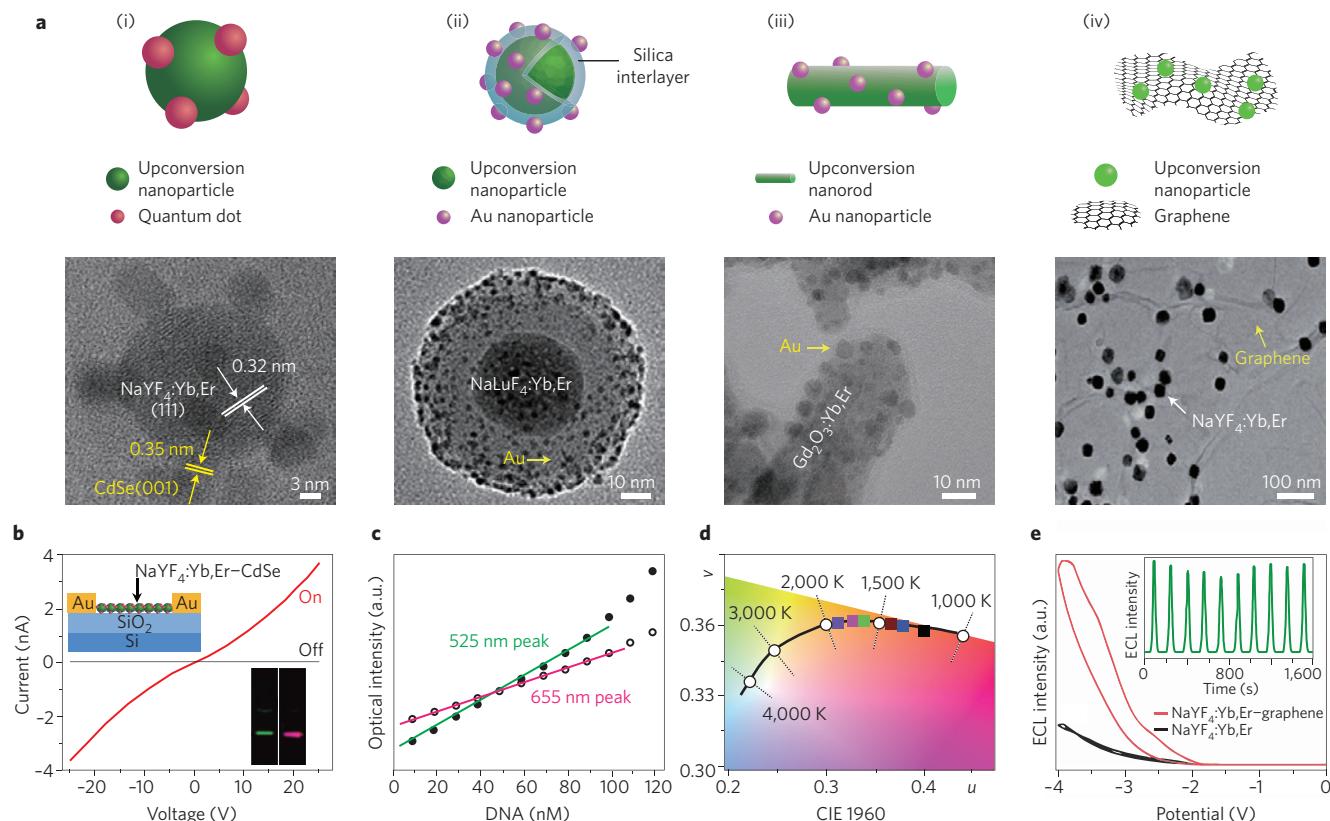 a
(i)
(ii)
(iii)
(iv)
Silica
interlayer
Upconversion
nanoparticle
Quantum dot
Upconversion
nanoparticle
Au nanoparticle
Upconversion
nanorod
Au nanoparticle
Upconversion
nanoparticle
Graphene
0.32 nm
NaYF₄:Yb,Er
(111)
0.35 nm
CdSe(001)
3 nm
NaLuF₄:Yb,Er
Au
10 nm
Au
Gd₂O₃:Yb,Er
10 nm
Graphene
NaYF₄:Yb,Er
100 nm
b
Current (nA)
4
2
0
−2
−4
NaYF₄:Yb,Er–CdSe
Au
Au
SiO₂
Si
On
Off
−20
−10
0
10
20
Voltage (V)
c
Optical intensity (a.u.)
525 nm peak
655 nm peak
0
20
40
60
80
100
120
DNA (nM)
d
v
0.36
0.33
0.30
2,000 K
1,500 K
3,000 K
1,000 K
4,000 K
0.2
0.3
0.4
u
CIE 1960
e
ECL intensity (a.u.)
ECL intensity
0
800
1,600
Time (s)
NaYF₄:Yb,Er–graphene
NaYF₄:Yb,Er
−4
−3
−2
−1
0
Potential (V)